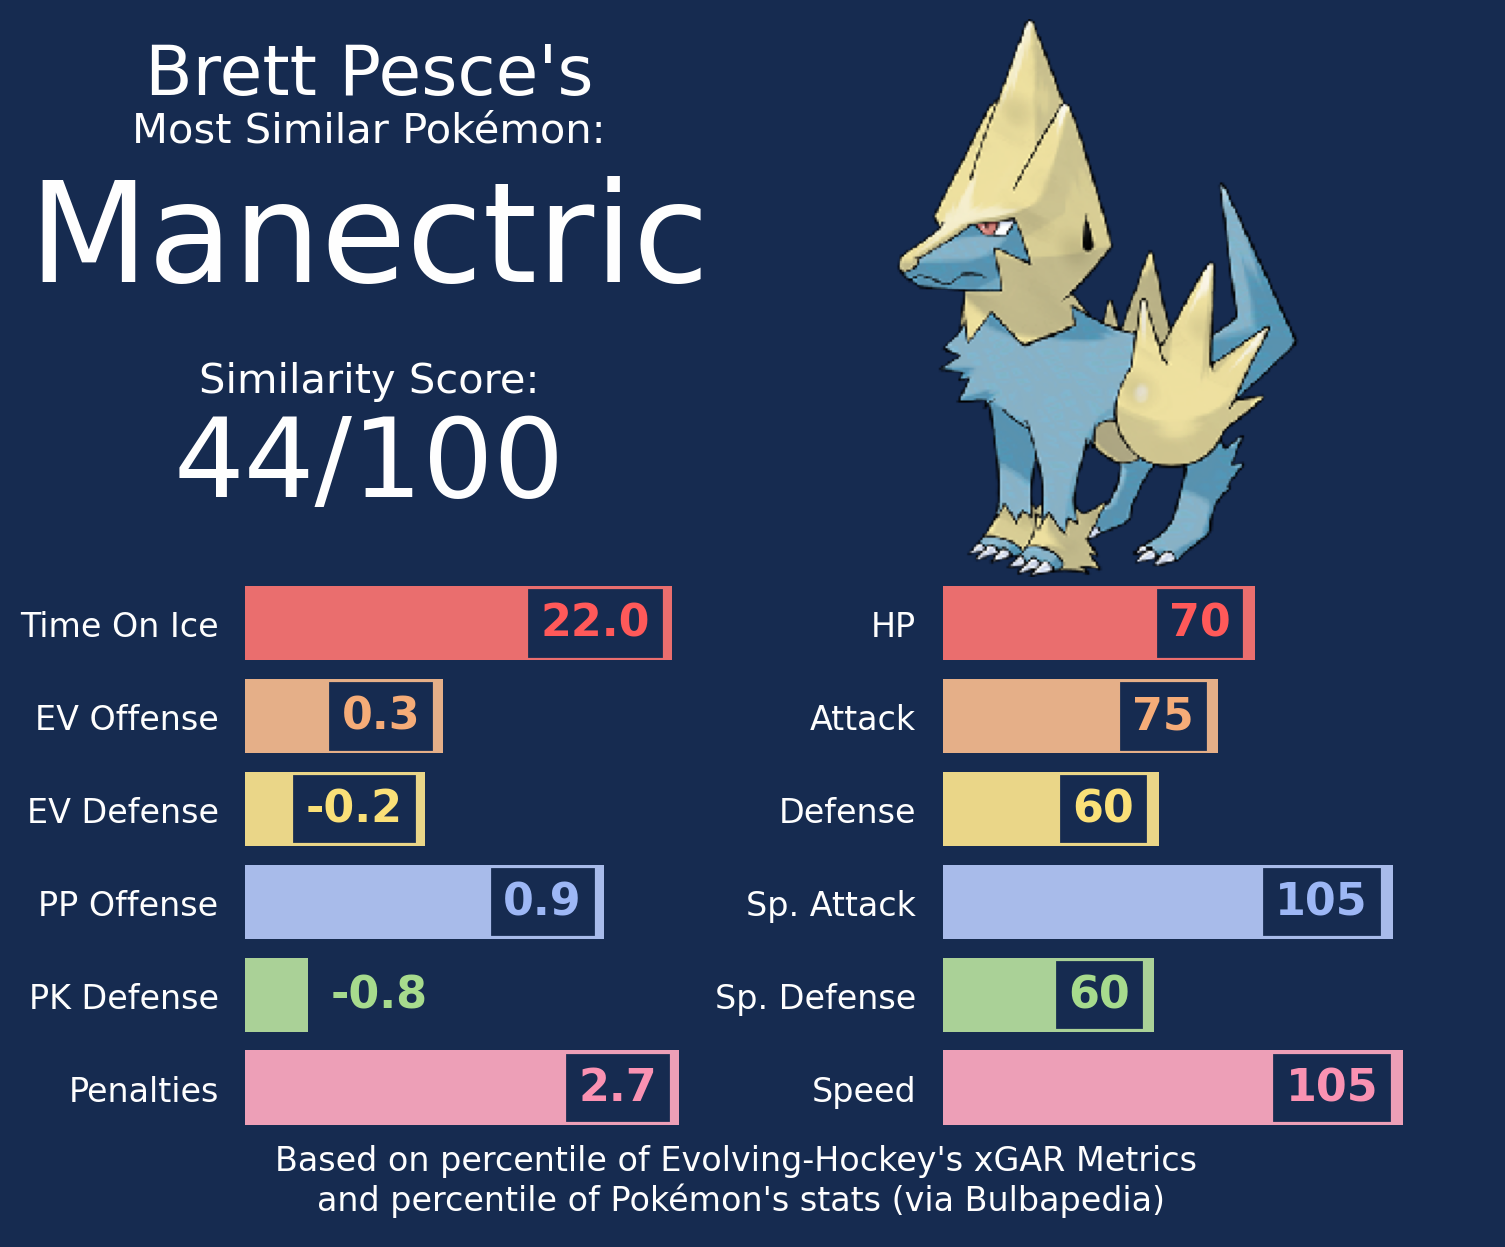 Brett Pesce's
Most Similar Pokémon:
Manectric
Similarity Score:
44/100
Time On Ice 22.0
EV Offense 0.3
EV Defense -0.2
PP Offense 0.9
PK Defense -0.8
Penalties 2.7
HP 70
Attack 75
Defense 60
Sp. Attack 105
Sp. Defense 60
Speed 105
Based on percentile of Evolving-Hockey's xGAR Metrics
and percentile of Pokémon's stats (via Bulbapedia)